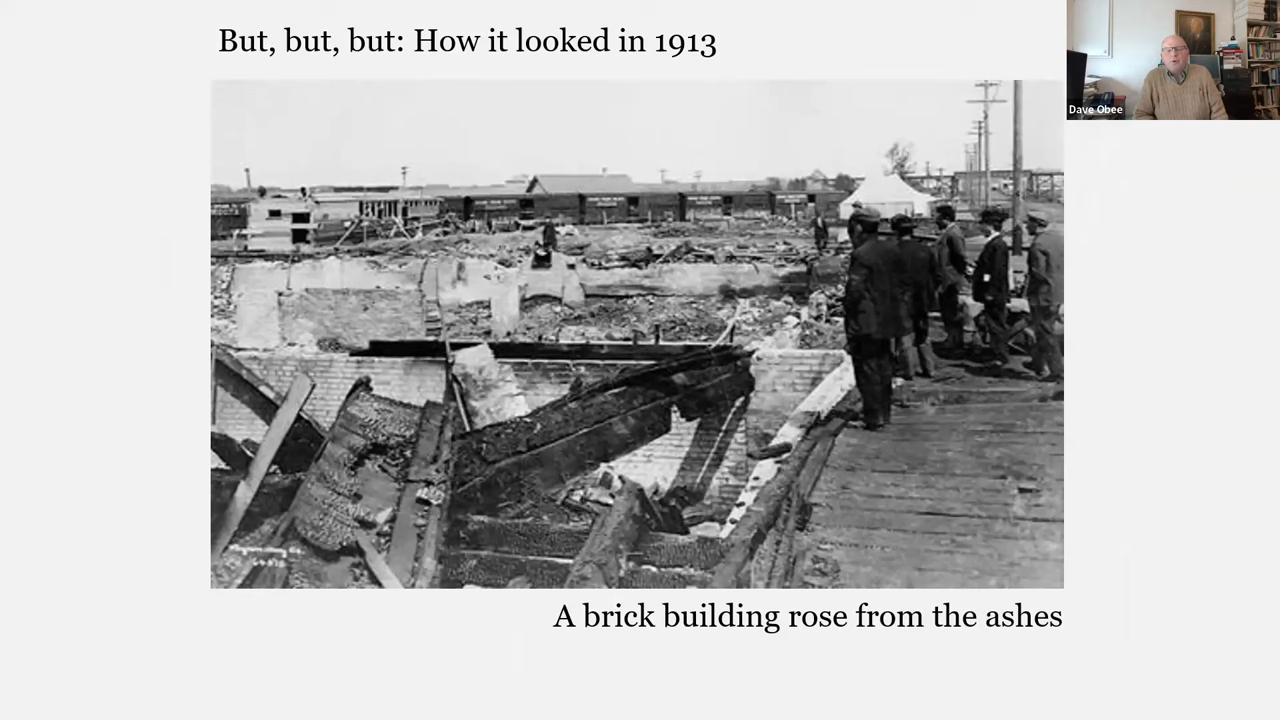 But, but, but: How it looked in 1913
Dave Obee
A brick building rose from the ashes